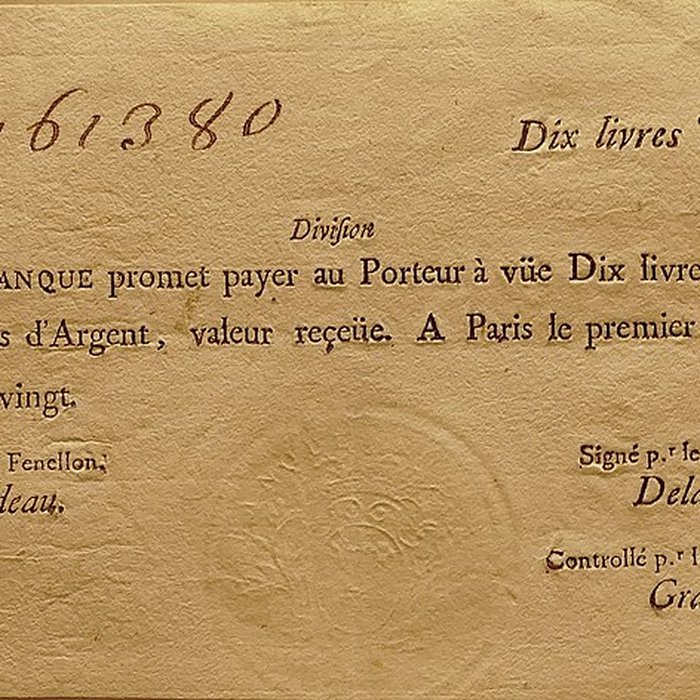 61380
Dix livres
Diviſion
ANQUE promet payer au Porteur à vüe Dix livre
s d'Argent, valeur reçeüe. A Paris le premier
vingt.
Fenellon.
Signé p.r le
deau.
Dela
Controllé p.r l
Gra